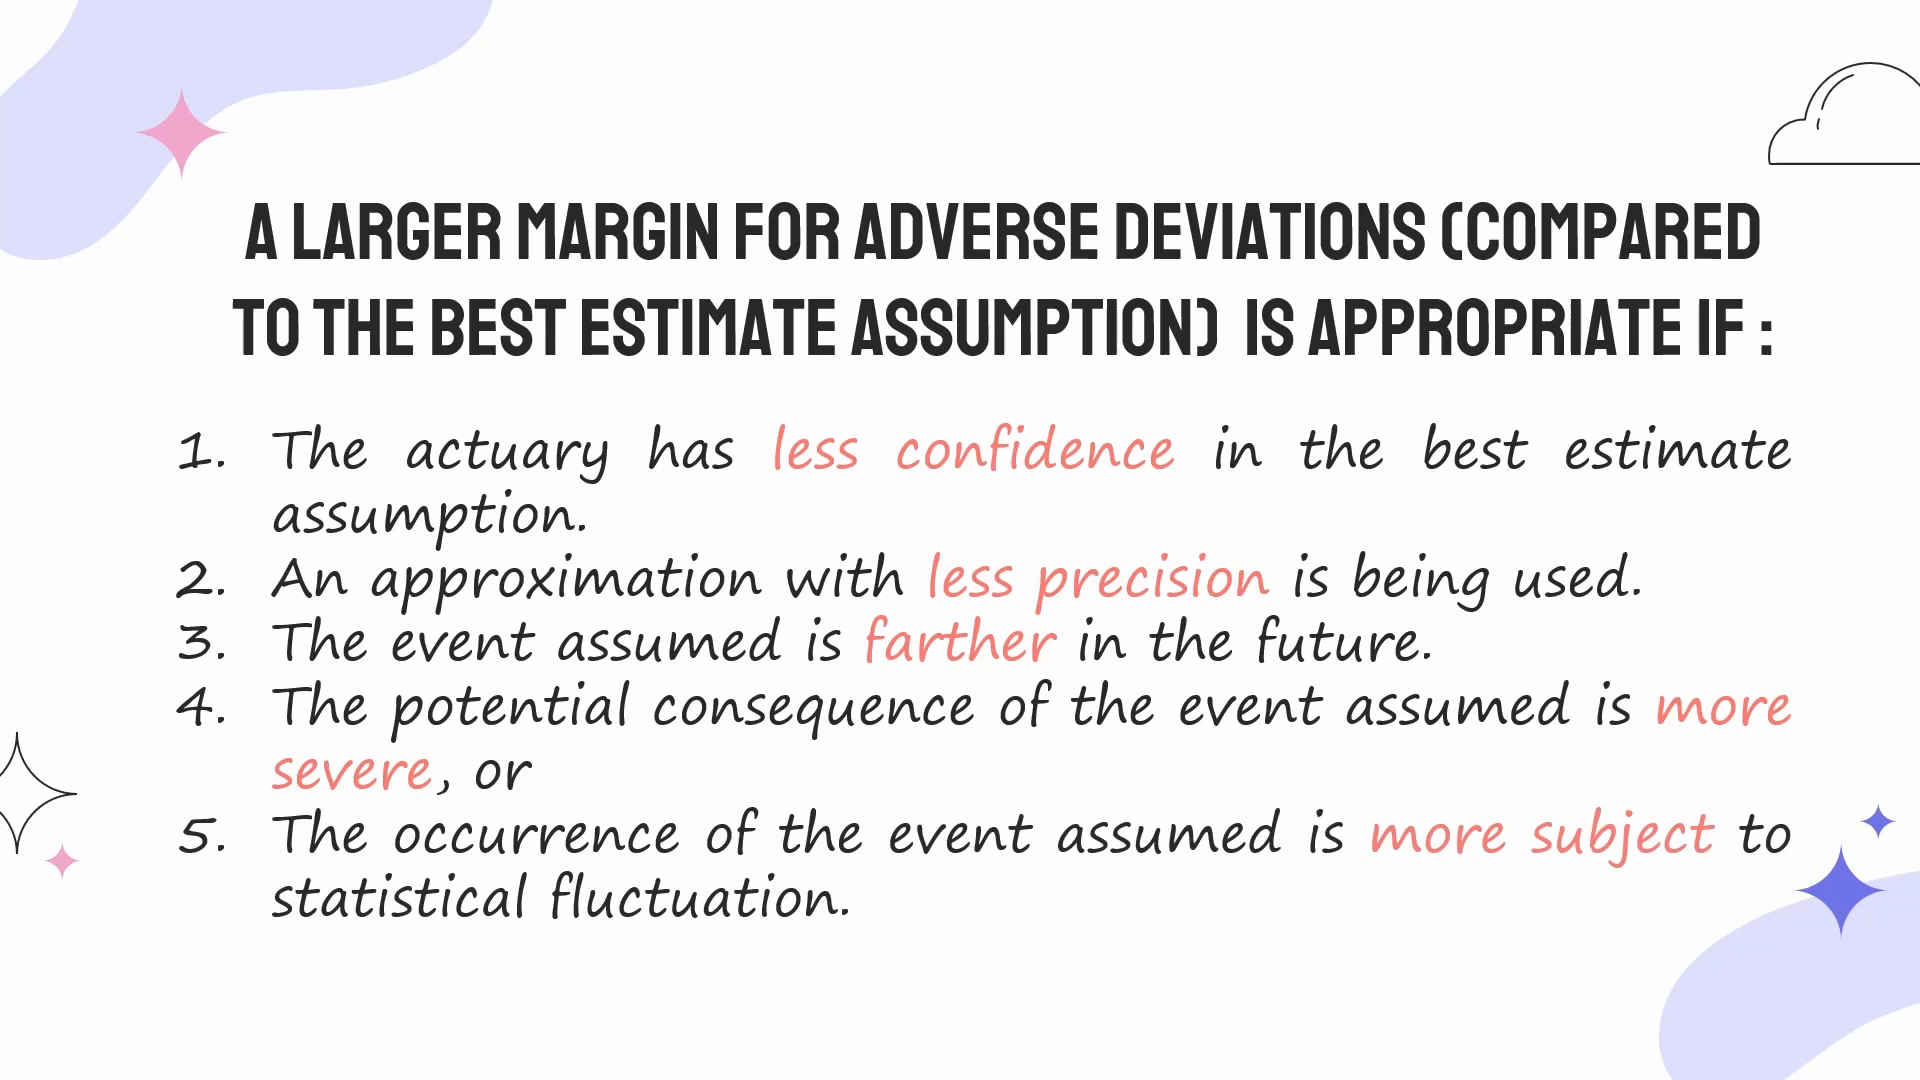 A LARGER MARGIN FOR ADVERSE DEVIATIONS (COMPARED
TO THE BEST ESTIMATE ASSUMPTION) IS APPROPRIATE IF :
1. The actuary has less confidence in the best estimate
assumption.
2. An approximation with less precision is being used.
3. The event assumed is farther in the future.
4. The potential consequence of the event assumed is more
severe, or
5. The occurrence of the event assumed is more subject to
statistical fluctuation.